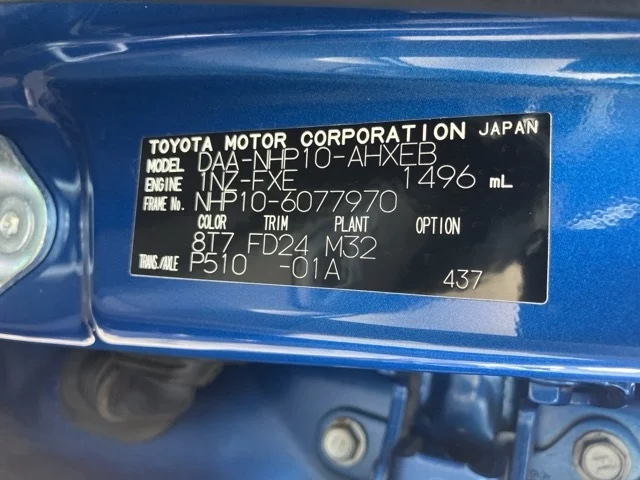 TOYOTA MOTOR CORPORATION JAPAN
MODEL DAA-NHP10-AHXEB
ENGINE 1NZ-FXE 1496 mL
FRAME No. NHP10-6077970
COLOR TRIM PLANT OPTION
8T7 FD24 M32
TRANS./AXLE P510 -01A 437